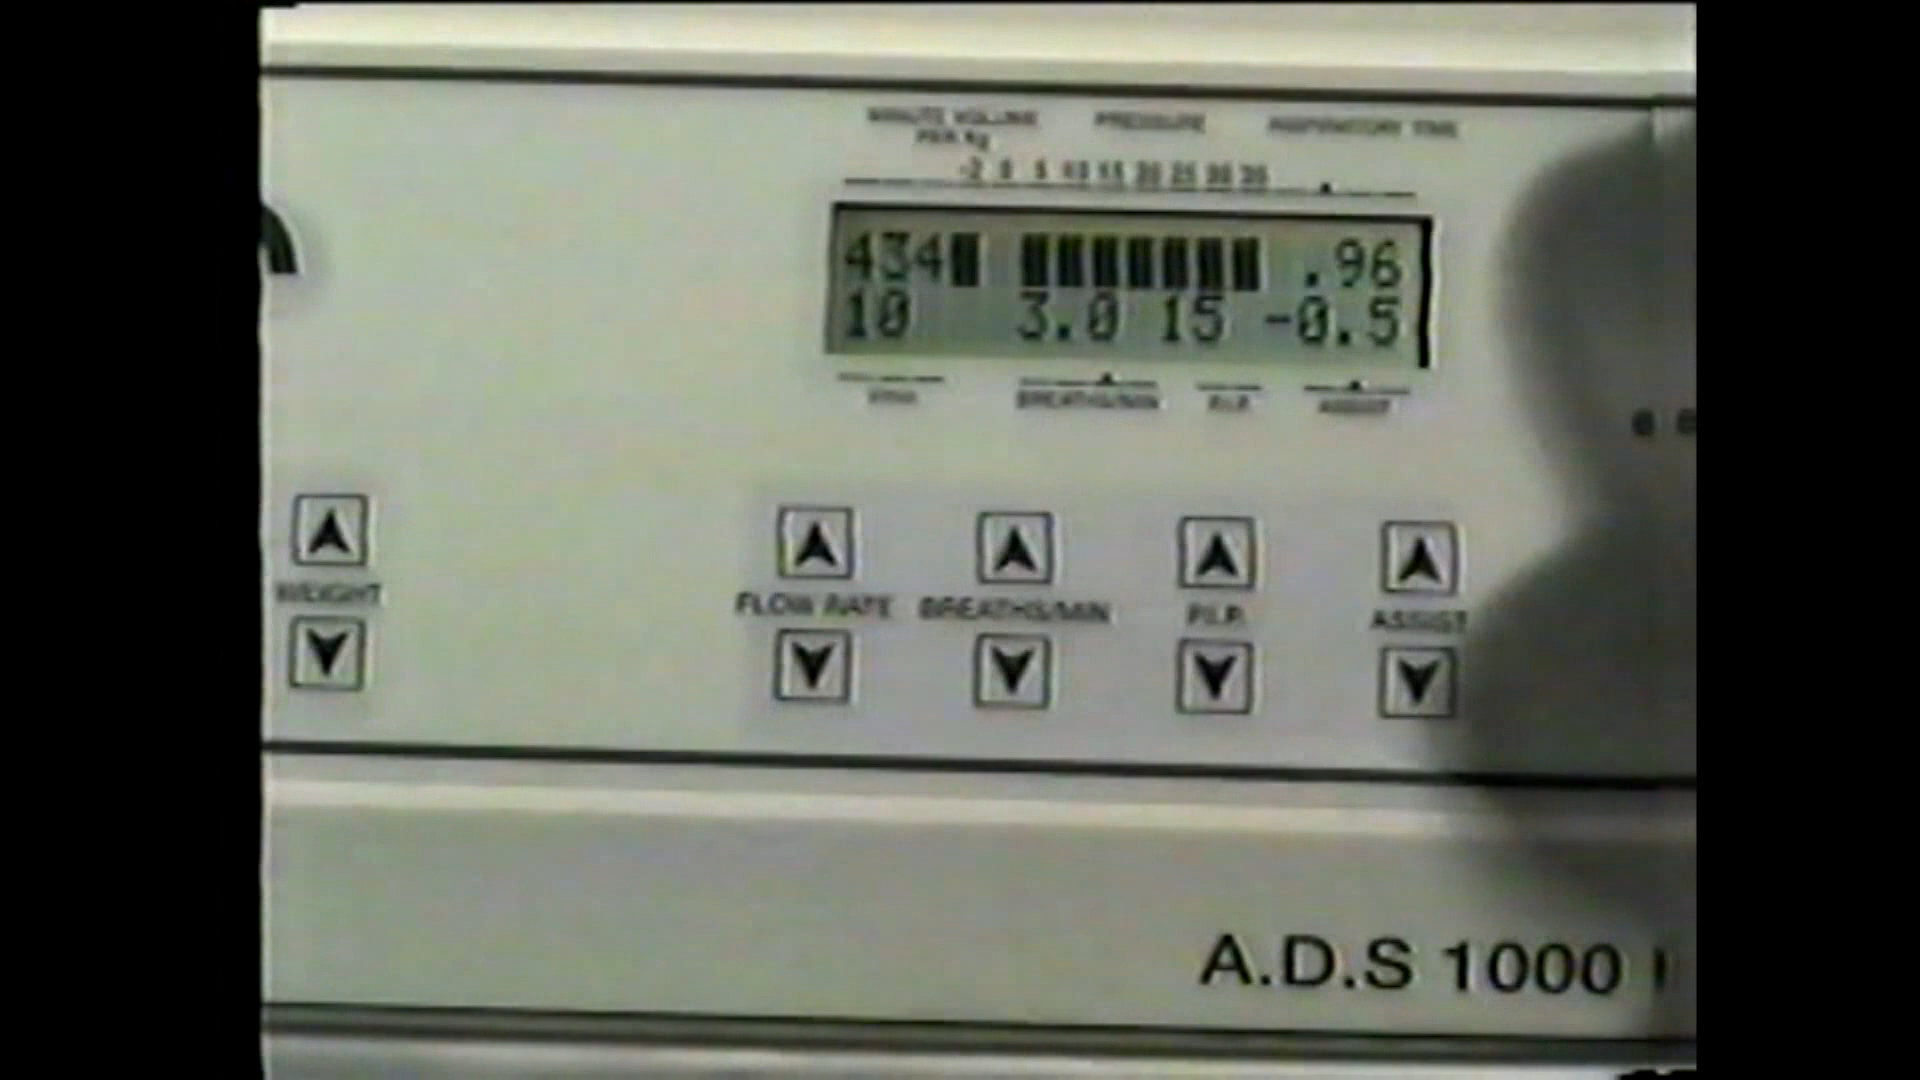 MINUTE VOLUME PRESSURE INSPIRATORY TIME
PER Kg
-2 0 5 10 15 20 25 30 35
434 .96
10 3.0 15 -0.5
BREATHS/MIN P.I.P. ASSIST
WEIGHT FLOW RATE BREATHS/MIN P.I.P. ASSIST
A.D.S 1000